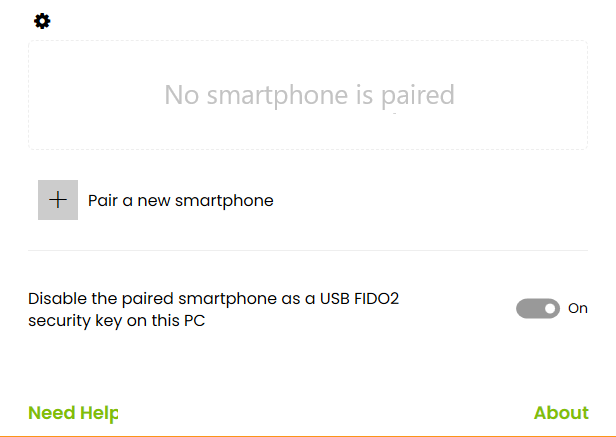 No smartphone is paired
Pair a new smartphone
Disable the paired smartphone as a USB FIDO2
security key on this PC
On
Need Help
About